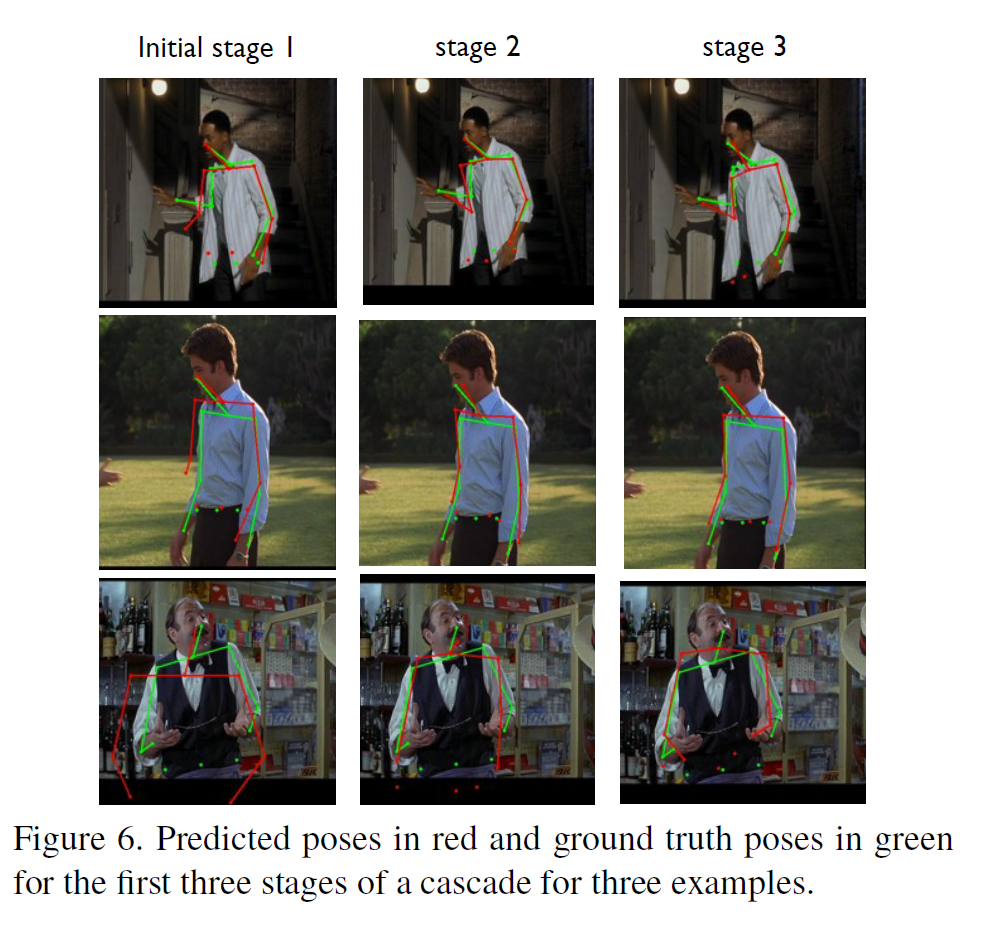 Initial stage 1
stage 2
stage 3
Figure 6. Predicted poses in red and ground truth poses in green
for the first three stages of a cascade for three examples.